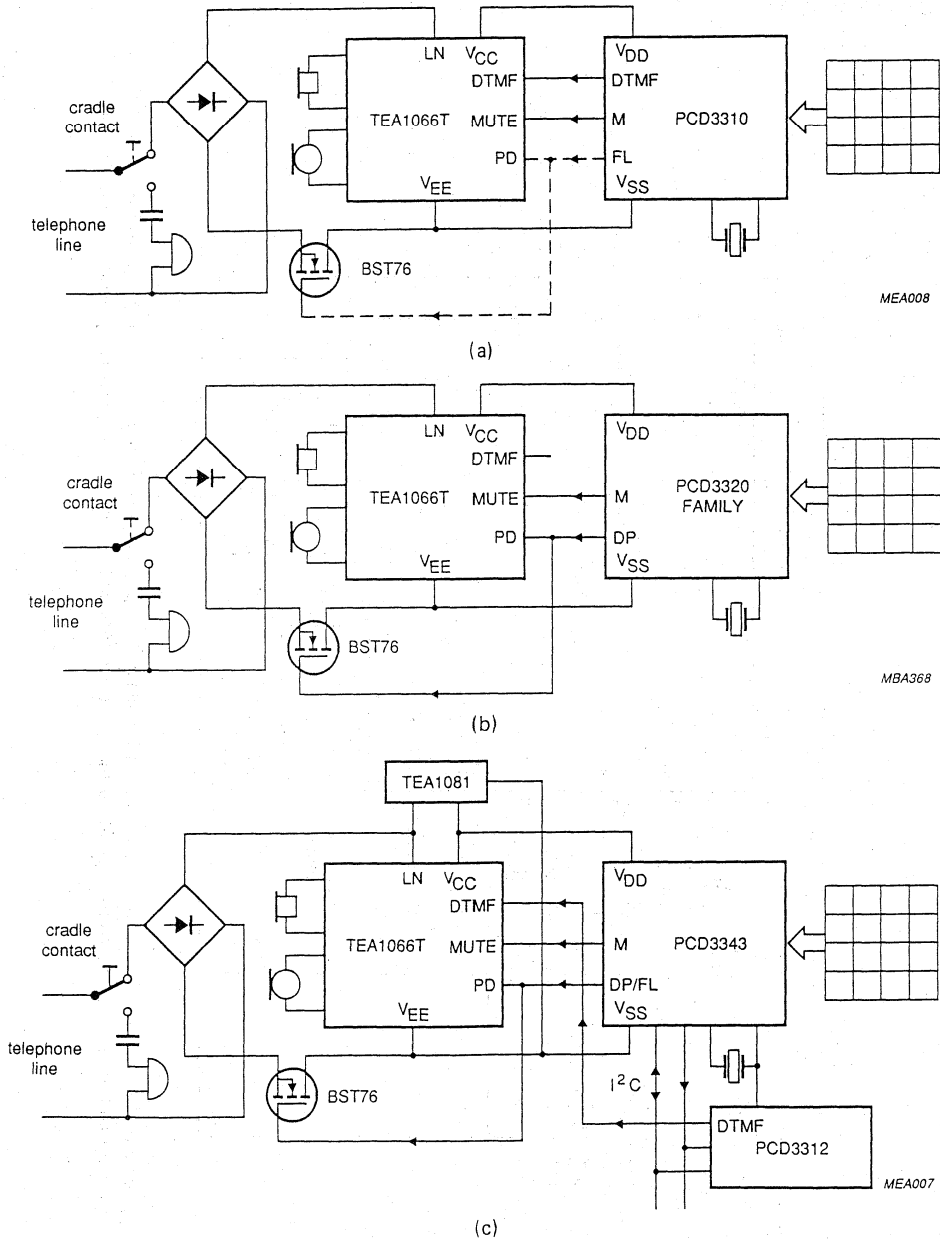 LN
VCC
VDD
DTMF
DTMF
cradle
contact
TEA1066T
MUTE
M
PCD3310
PD
FL
VEE
VSS
telephone
line
BST76
MEA008
(a)
LN
VCC
VDD
DTMF
cradle
contact
TEA1066T
MUTE
M
PCD3320
FAMILY
PD
DP
VEE
VSS
telephone
line
BST76
MBA368
(b)
TEA1081
LN
VCC
VDD
DTMF
cradle
contact
TEA1066T
MUTE
M
PCD3343
PD
DP/FL
VEE
VSS
telephone
line
BST76
I²C
DTMF
PCD3312
MEA007
(c)